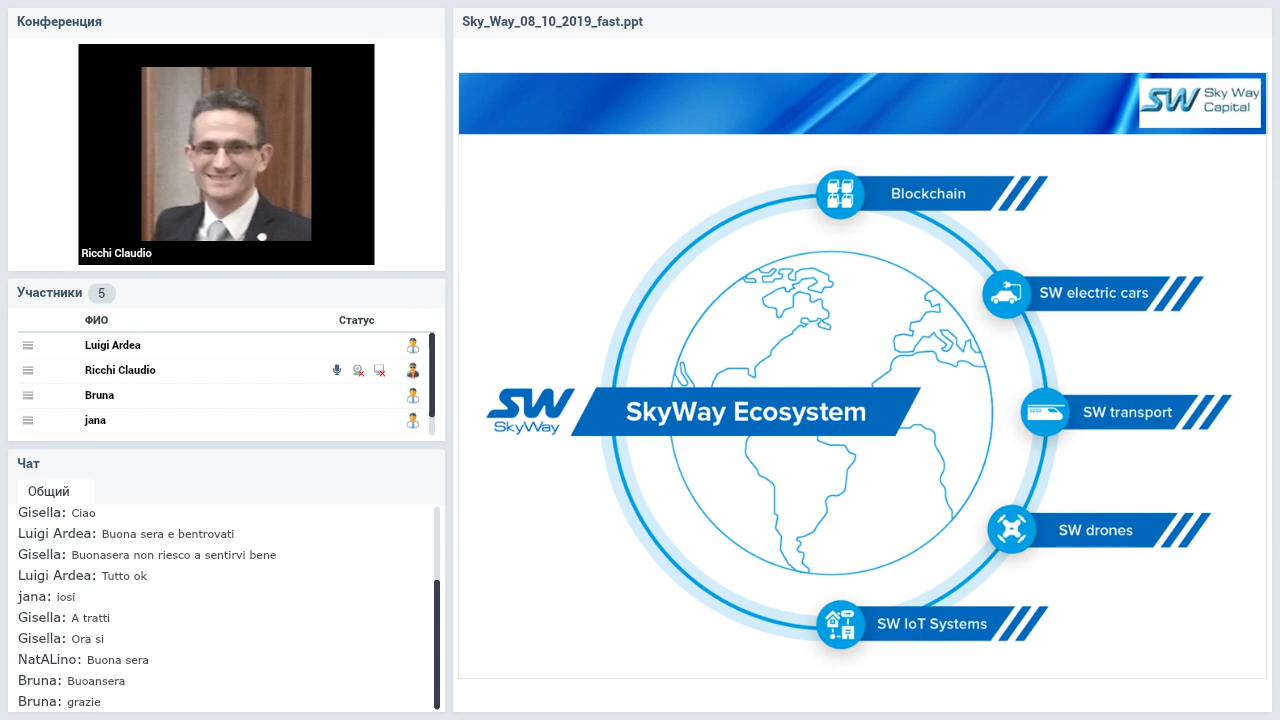 Конференция
Ricchi Claudio
Участники 5
ФИО Статус
Luigi Ardea
Ricchi Claudio
Bruna
jana
Чат
Общий
Gisella: Ciao
Luigi Ardea: Buona sera e bentrovati
Gisella: Buonasera non riesco a sentirvi bene
Luigi Ardea: Tutto ok
jana: iosi
Gisella: A tratti
Gisella: Ora si
NatALino: Buona sera
Bruna: Buoansera
Bruna: grazie
Sky_Way_08_10_2019_fast.ppt
SW Sky Way
Capital
Blockchain
SW electric cars
SW
SkyWay
SkyWay Ecosystem
SW transport
SW drones
SW IoT Systems